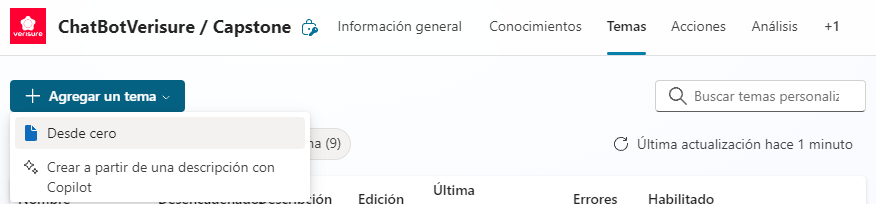 verisure
ChatBotVerisure / Capstone
Información general
Conocimientos
Temas
Acciones
Análisis
+1
Agregar un tema
Buscar temas personaliz
Desde cero
(9)
Última actualización hace 1 minuto
Crear a partir de una descripción con
Copilot
Nombre
Desencadenador
Descripción
Edición
Última
Errores
Habilitado